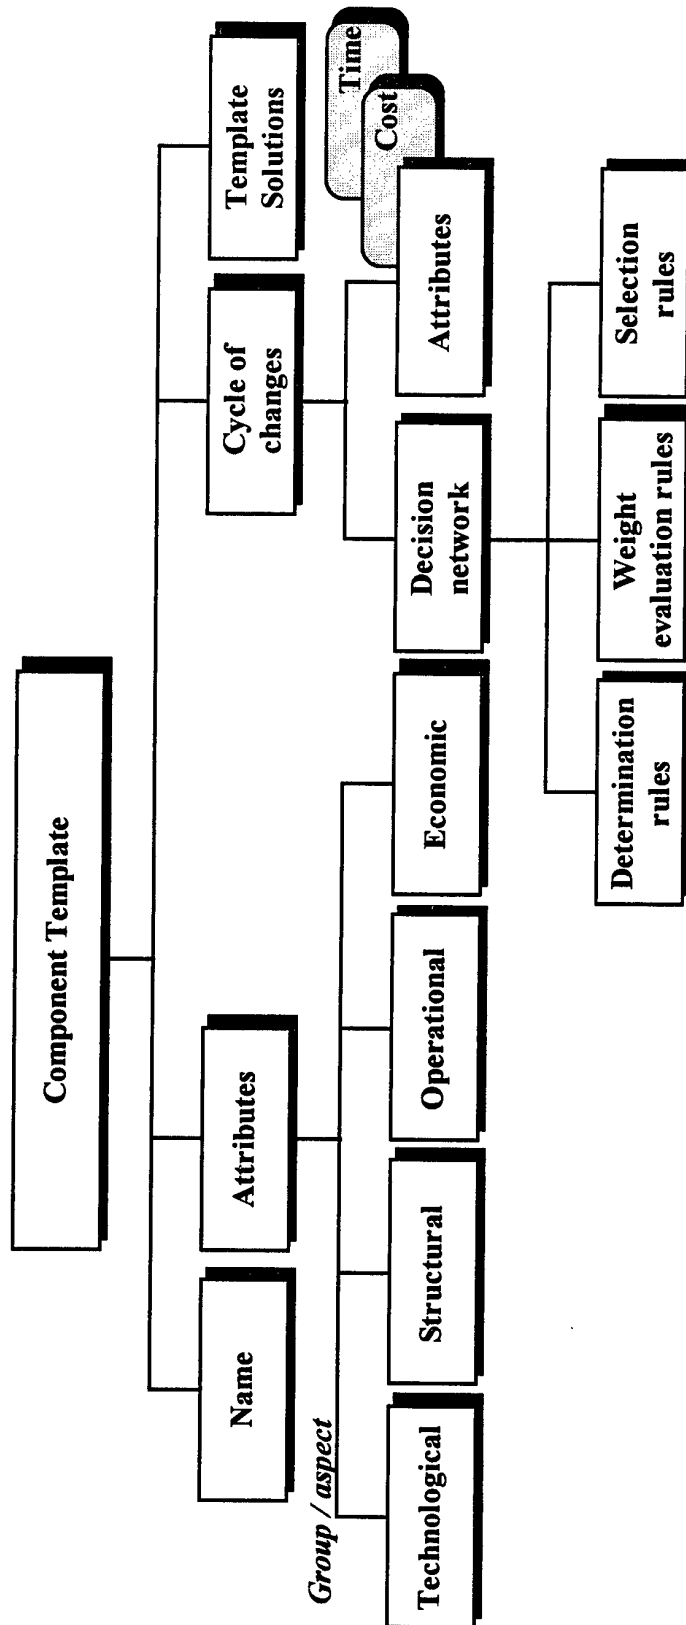 Component Template
Name
Attributes
Cycle of
changes
Template
Solutions
Group / aspect
Technological
Structural
Operational
Economic
Decision
network
Attributes
Cost
Time
Determination
rules
Weight
evaluation rules
Selection
rules